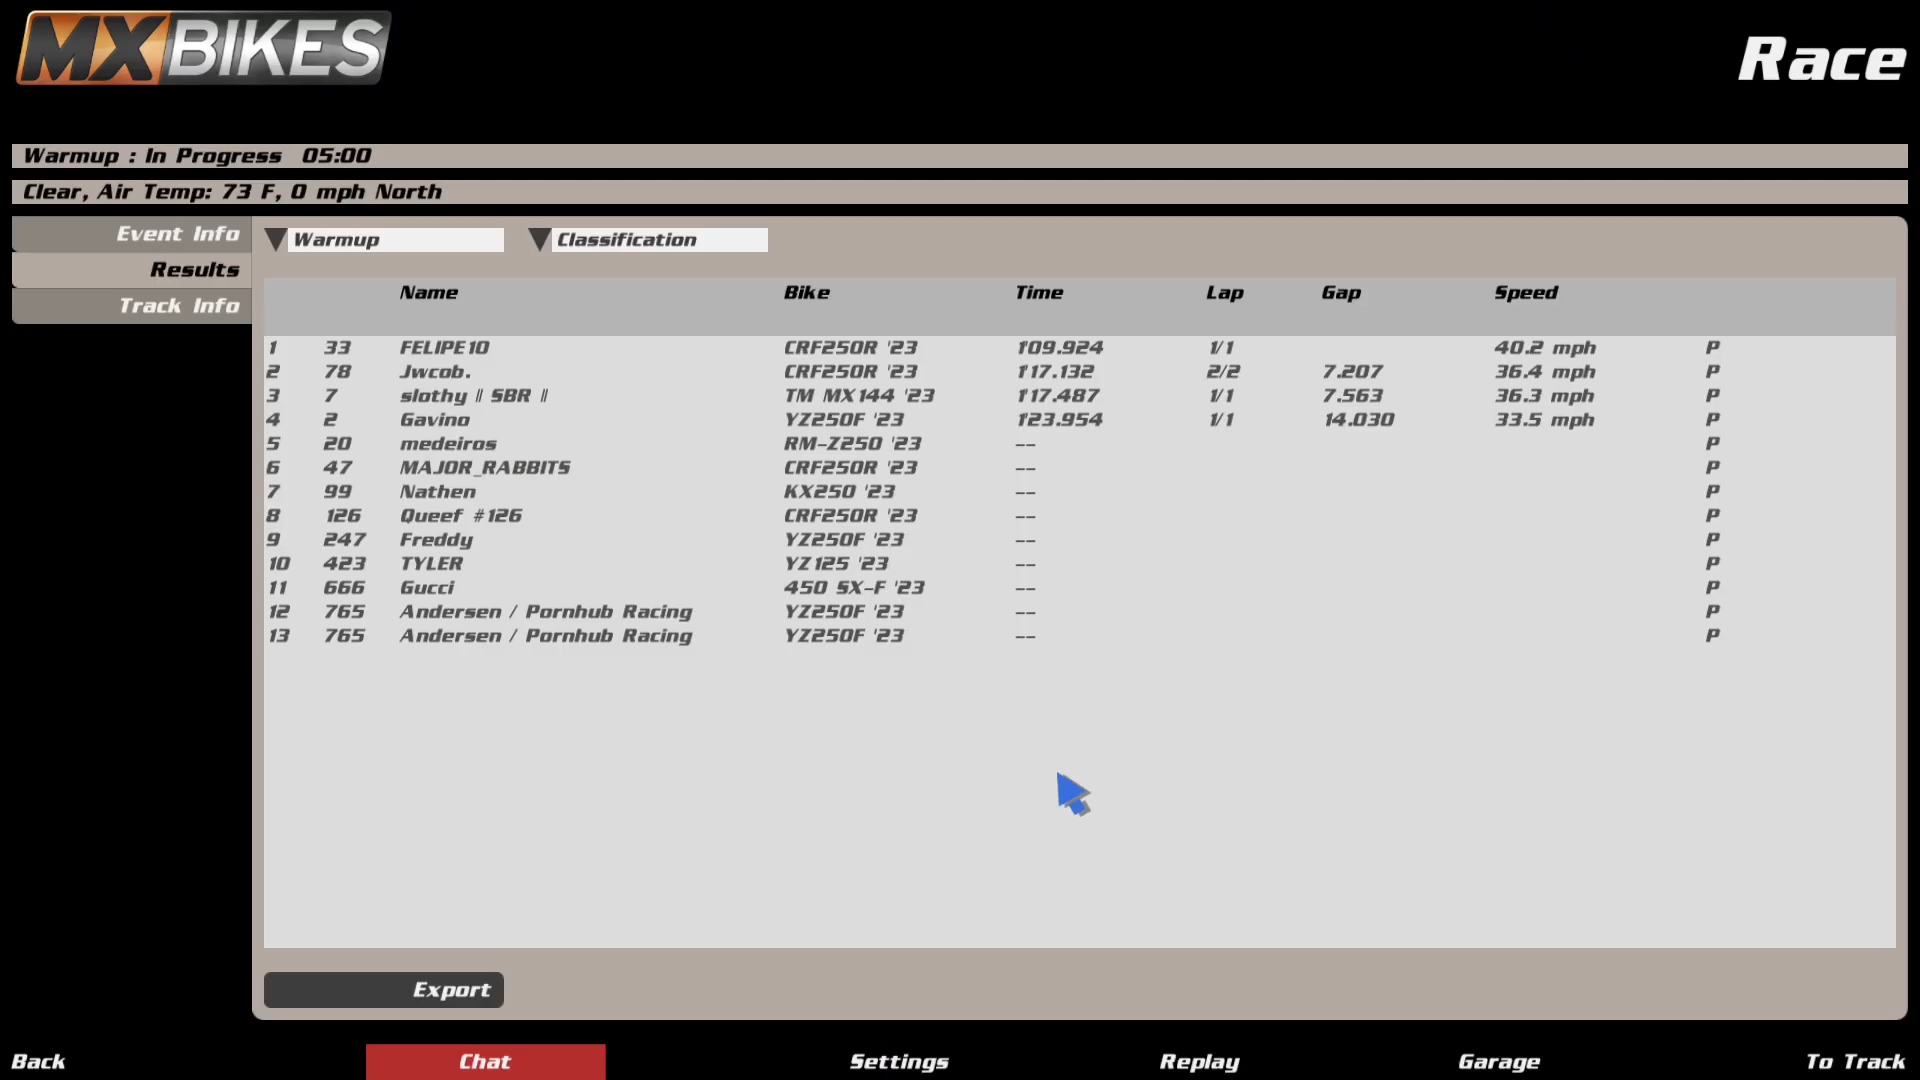 MXBIKES
Race
Warmup : In Progress 05:00
Clear, Air Temp: 73 F, 0 mph North
Event Info
Results
Track Info
Warmup Classification
Name Bike Time Lap Gap Speed
1 33 FELIPE10 CRF250R '23 1'09.924 1/1 40.2 mph P
2 78 Jwcob. CRF250R '23 1'17.132 2/2 7.207 36.4 mph P
3 7 slothy || SBR || TM MX144 '23 1'17.487 1/1 7.563 36.3 mph P
4 2 Gavino YZ250F '23 1'23.954 1/1 14.030 33.5 mph P
5 20 medeiros RM-Z250 '23 -- P
6 47 MAJOR_RABBITS CRF250R '23 -- P
7 99 Nathen KX250 '23 -- P
8 126 Queef #126 CRF250R '23 -- P
9 247 Freddy YZ250F '23 -- P
10 423 TYLER YZ125 '23 -- P
11 666 Gucci 450 SX-F '23 -- P
12 765 Andersen / Pornhub Racing YZ250F '23 -- P
13 765 Andersen / Pornhub Racing YZ250F '23 -- P
Export
Back Chat Settings Replay Garage To Track